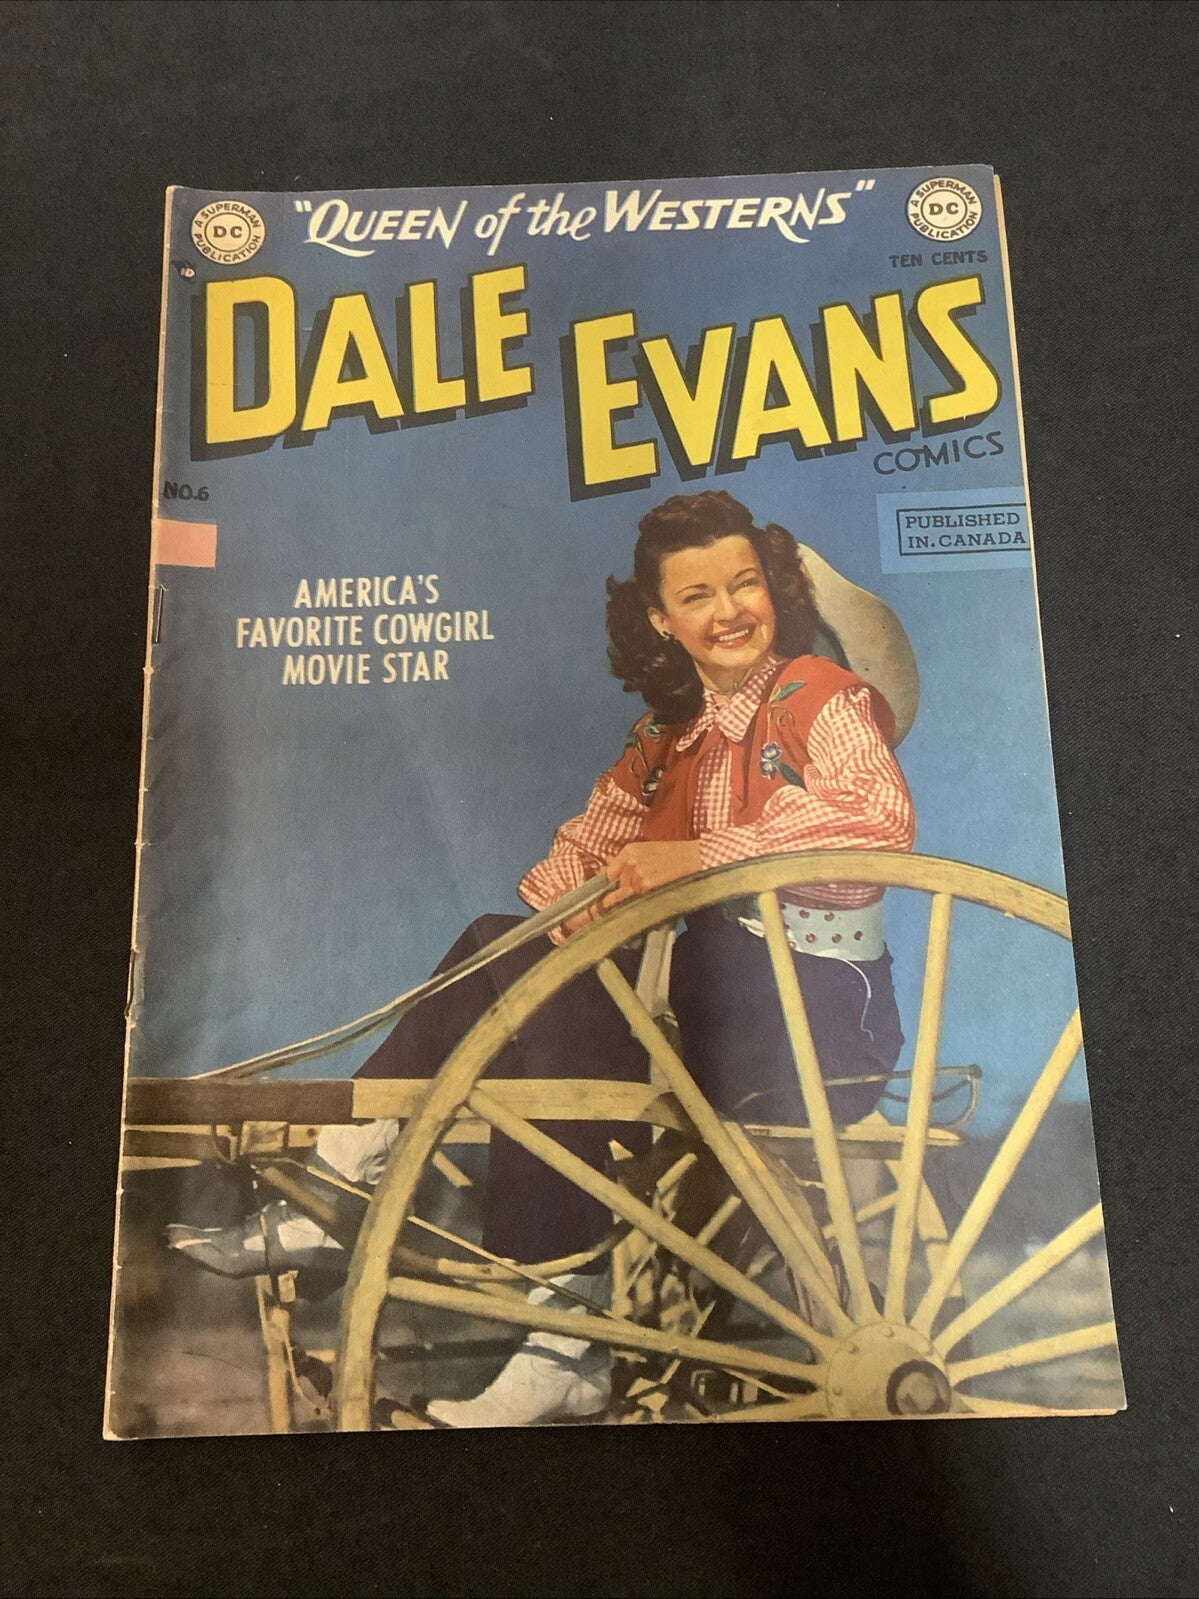 "QUEEN of the WESTERNS"
A SUPERMAN
DC
PUBLICATION
A SUPERMAN
DC
PUBLICATION
TEN CENTS
DALE EVANS
COMICS
NO.6
PUBLISHED
IN.CANADA
AMERICA'S
FAVORITE COWGIRL
MOVIE STAR